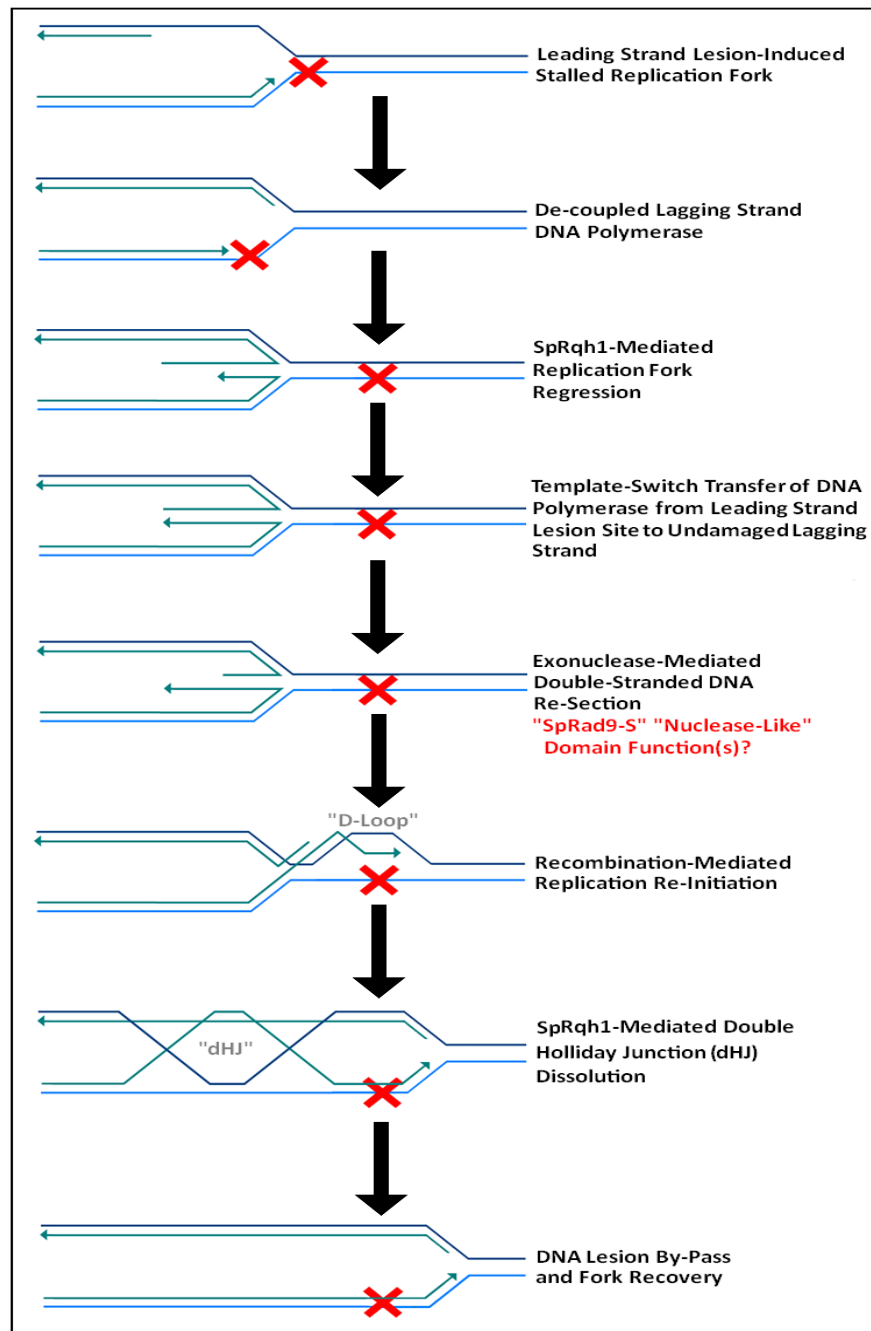 Leading Strand Lesion-Induced
Stalled Replication Fork
De-coupled Lagging Strand
DNA Polymerase
SpRqh1-Mediated
Replication Fork
Regression
Template-Switch Transfer of DNA
Polymerase from Leading Strand
Lesion Site to Undamaged Lagging
Strand
Exonuclease-Mediated
Double-Stranded DNA
Re-Section
"SpRad9-S" "Nuclease-Like"
Domain Function(s)?
"D-Loop"
Recombination-Mediated
Replication Re-Initiation
"dHJ"
SpRqh1-Mediated Double
Holliday Junction (dHJ)
Dissolution
DNA Lesion By-Pass
and Fork Recovery